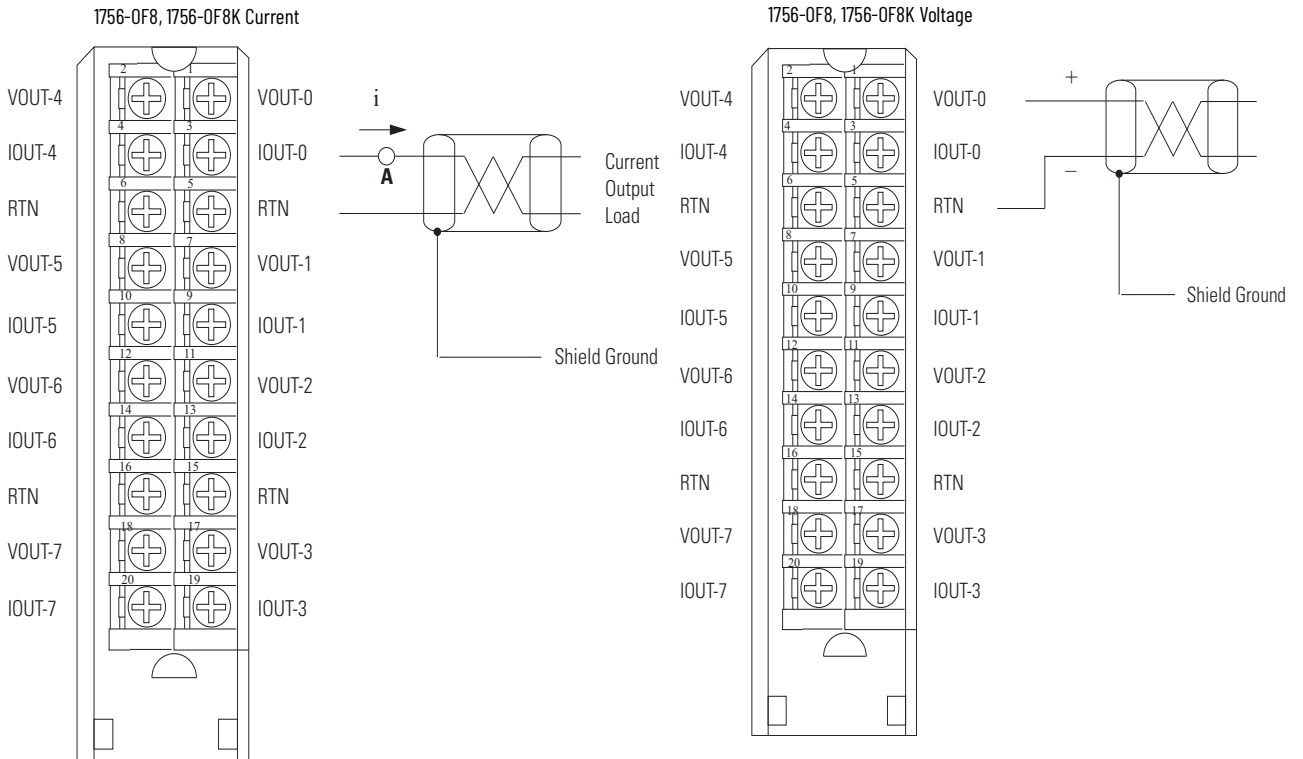 1756-OF8, 1756-OF8K Current
2 1
VOUT-4 VOUT-0
4 3
IOUT-4 IOUT-0
6 5
RTN RTN
8 7
VOUT-5 VOUT-1
10 9
IOUT-5 IOUT-1
12 11
VOUT-6 VOUT-2
14 13
IOUT-6 IOUT-2
16 15
RTN RTN
18 17
VOUT-7 VOUT-3
20 19
IOUT-7 IOUT-3
i
A
Current
Output
Load
Shield Ground
1756-OF8, 1756-OF8K Voltage
2 1
VOUT-4 VOUT-0
4 3
IOUT-4 IOUT-0
6 5
RTN RTN
8 7
VOUT-5 VOUT-1
10 9
IOUT-5 IOUT-1
12 11
VOUT-6 VOUT-2
14 13
IOUT-6 IOUT-2
16 15
RTN RTN
18 17
VOUT-7 VOUT-3
20 19
IOUT-7 IOUT-3
+
–
Shield Ground